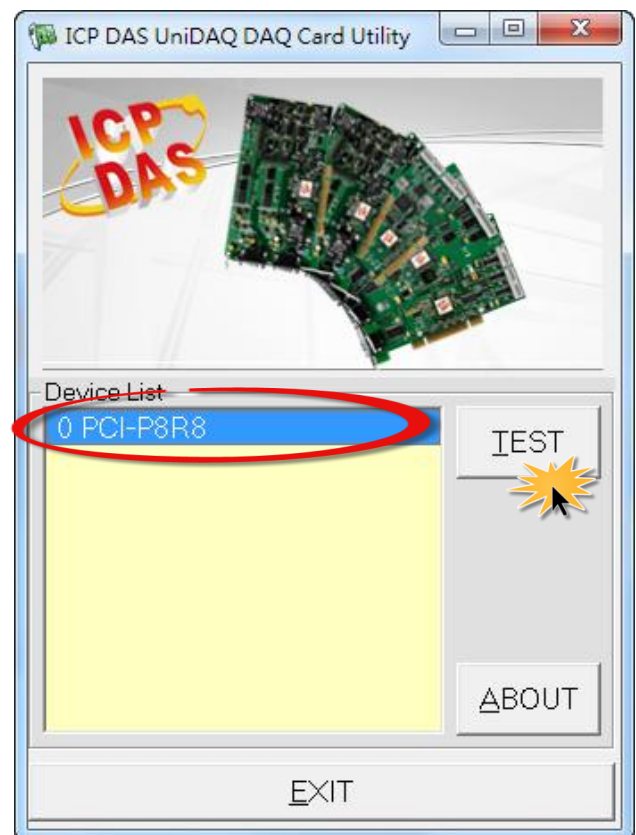 ICP DAS UniDAQ DAQ Card Utility
ICP
DAS
Device List
0 PCI-P8R8
TEST
ABOUT
EXIT